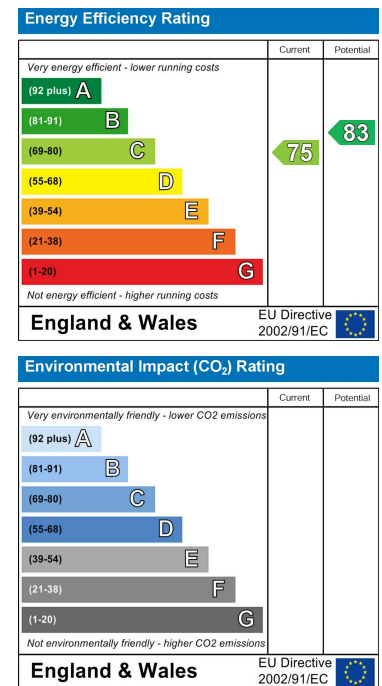 Energy Efficiency Rating
Current Potential
Very energy efficient - lower running costs
(92 plus) A
(81-91) B
(69-80) C
(55-68) D
(39-54) E
(21-38) F
(1-20) G
75
83
Not energy efficient - higher running costs
England & Wales
EU Directive
2002/91/EC
Environmental Impact (CO₂) Rating
Current Potential
Very environmentally friendly - lower CO2 emissions
(92 plus) A
(81-91) B
(69-80) C
(55-68) D
(39-54) E
(21-38) F
(1-20) G
Not environmentally friendly - higher CO2 emissions
England & Wales
EU Directive
2002/91/EC